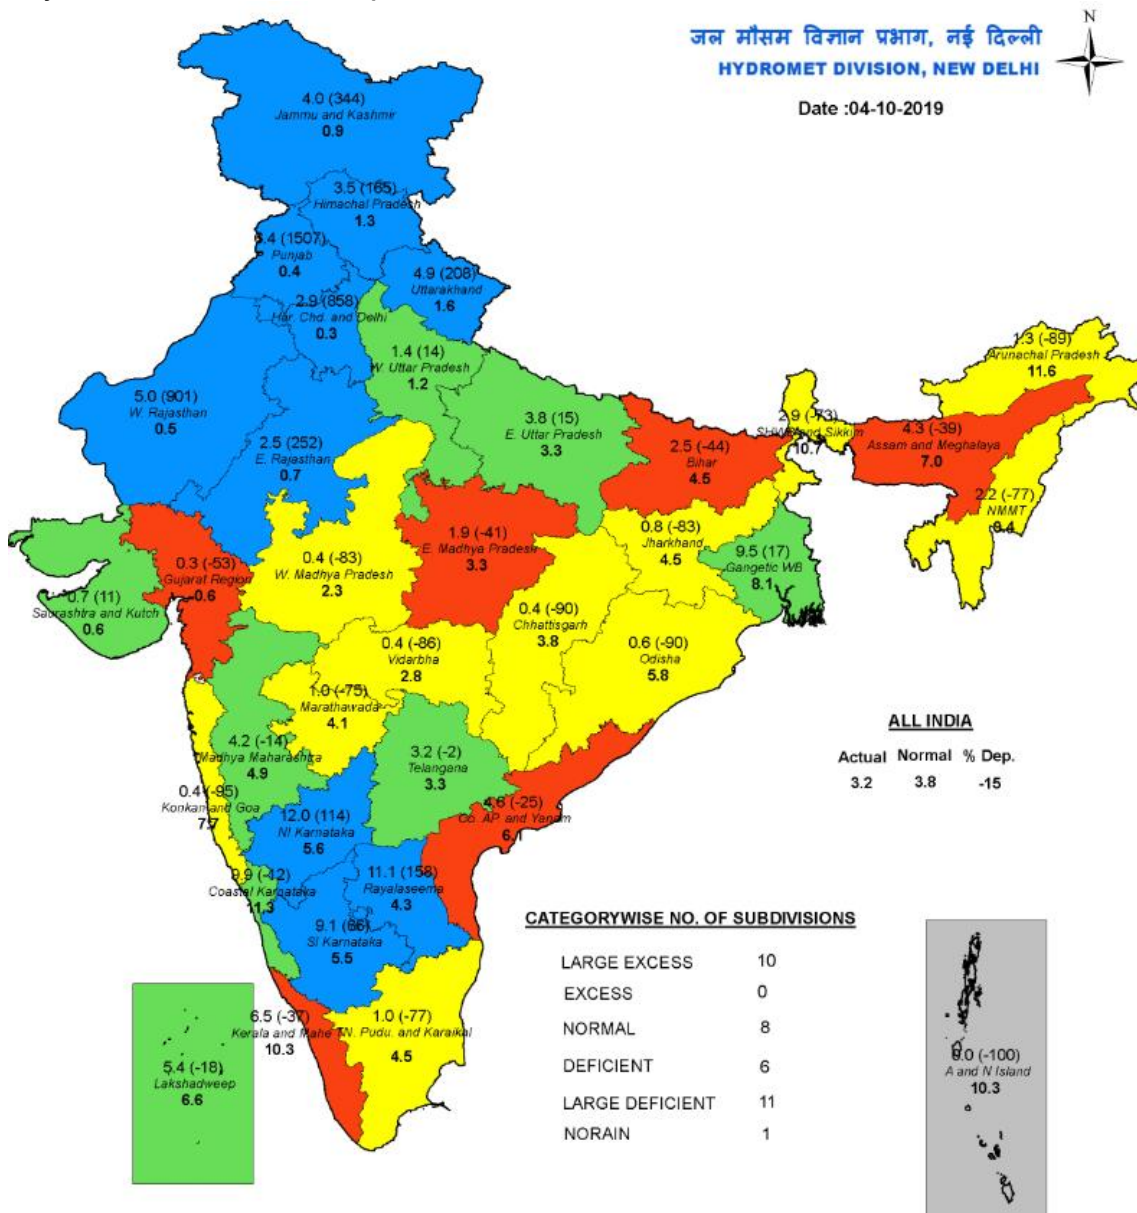 जल मौसम विज्ञान प्रभाग, नई दिल्ली
HYDROMET DIVISION, NEW DELHI
N
Date :04-10-2019
4.0 (344)
Jammu and Kashmir
0.9
3.5 (165)
Himachal Pradesh
1.3
6.4 (1507)
Punjab
0.4
4.9 (208)
Uttarakhand
1.6
2.9 (858)
Har. Chd. and Delhi
0.3
1.4 (14)
W. Uttar Pradesh
1.2
1.3 (-89)
Arunachal Pradesh
11.6
5.0 (901)
W. Rajasthan
0.5
3.8 (15)
E. Uttar Pradesh
3.3
2.9 (-73)
and Sikkim
10.7
4.3 (-39)
Assam and Meghalaya
7.0
2.5 (252)
E. Rajasthan
0.7
2.5 (-44)
Bihar
4.5
2.2 (-77)
NMMT
0.3 (-53)
Gujarat Region
0.6
0.4 (-83)
W. Madhya Pradesh
2.3
1.9 (-41)
E. Madhya Pradesh
3.3
0.8 (-83)
Jharkhand
4.5
9.5 (17)
Gangetic WB
8.1
0.7 (11)
Saurashtra and Kutch
0.6
0.4 (-90)
Chhattisgarh
3.8
0.4 (-86)
Vidarbha
2.8
0.6 (-90)
Odisha
5.8
1.0 (-75)
Marathawada
4.1
4.2 (-14)
Madhya Maharashtra
4.9
3.2 (-2)
Telangana
3.3
ALL INDIA
Actual Normal % Dep.
3.2 3.8 -15
0.4 (-95)
Konkan and Goa
7.7
12.0 (114)
NI Karnataka
5.6
4.6 (-25)
Co. AP. and Yanam
6.1
9.9 (-12)
Coastal Karnataka
11.3
11.1 (158)
Rayalaseema
4.3
9.1 (66)
SI Karnataka
5.5
CATEGORYWISE NO. OF SUBDIVISIONS
LARGE EXCESS 10
EXCESS 0
NORMAL 8
DEFICIENT 6
LARGE DEFICIENT 11
NORAIN 1
6.5 (-37)
Kerala and Mahe
10.3
1.0 (-77)
TN. Pudu. and Karaikal
4.5
5.4 (-18)
Lakshadweep
6.6
0.0 (-100)
A and N Island
10.3